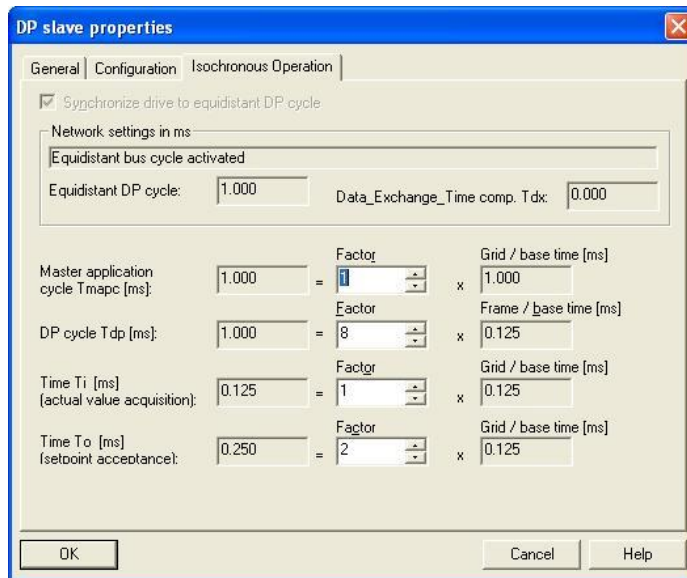 DP slave properties
General Configuration Isochronous Operation
Synchronize drive to equidistant DP cycle
Network settings in ms
Equidistant bus cycle activated
Equidistant DP cycle: 1.000 Data_Exchange_Time comp. Tdx: 0.000
Factor Grid / base time [ms]
Master application
cycle Tmapc [ms]: 1.000 = 1 x 1.000
Factor Frame / base time [ms]
DP cycle Tdp [ms]: 1.000 = 8 x 0.125
Factor Grid / base time [ms]
Time Ti [ms]
(actual value acquisition): 0.125 = 1 x 0.125
Factor Grid / base time [ms]
Time To [ms]
(setpoint acceptance): 0.250 = 2 x 0.125
OK Cancel Help